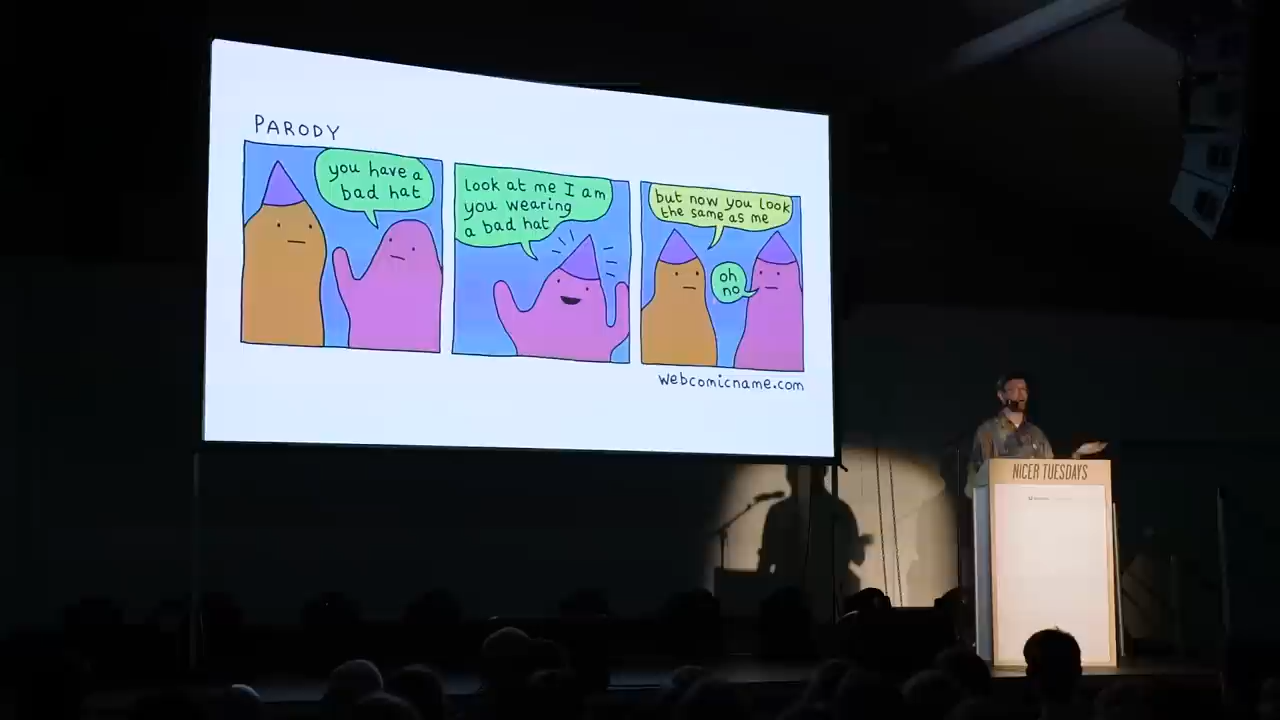 PARODY
you have a
bad hat
look at me I am
you wearing
a bad hat
but now you look
the same as me
oh
no
webcomicname.com
NICER TUESDAYS